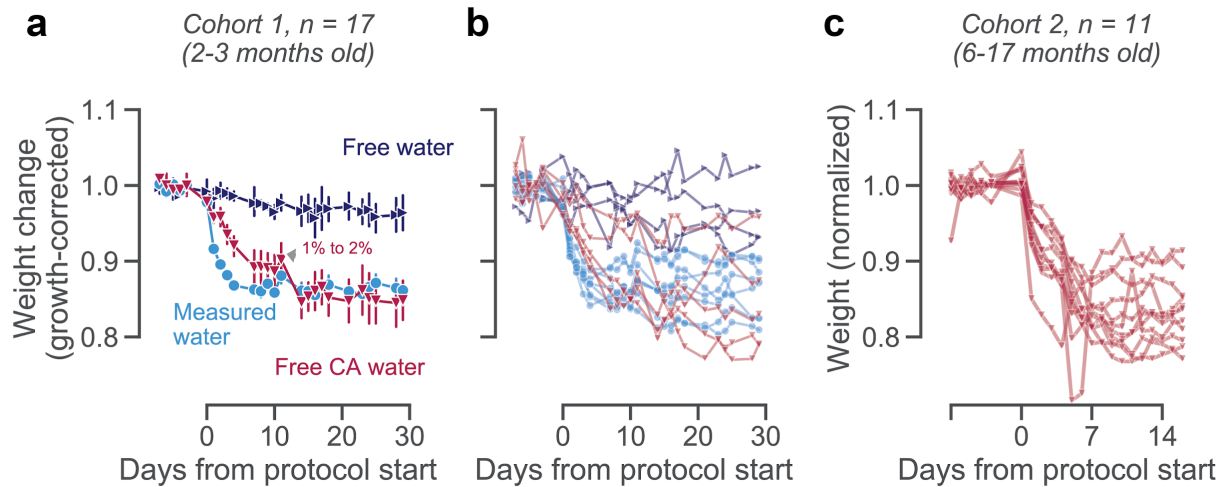 a
Cohort 1, n = 17
(2-3 months old)
Weight change
(growth-corrected)
1.1
1.0
0.9
0.8
Free water
1% to 2%
Measured
water
Free CA water
0
10
20
30
Days from protocol start
b
0
10
20
30
Days from protocol start
c
Cohort 2, n = 11
(6-17 months old)
Weight (normalized)
1.1
1.0
0.9
0.8
0
7
14
Days from protocol start